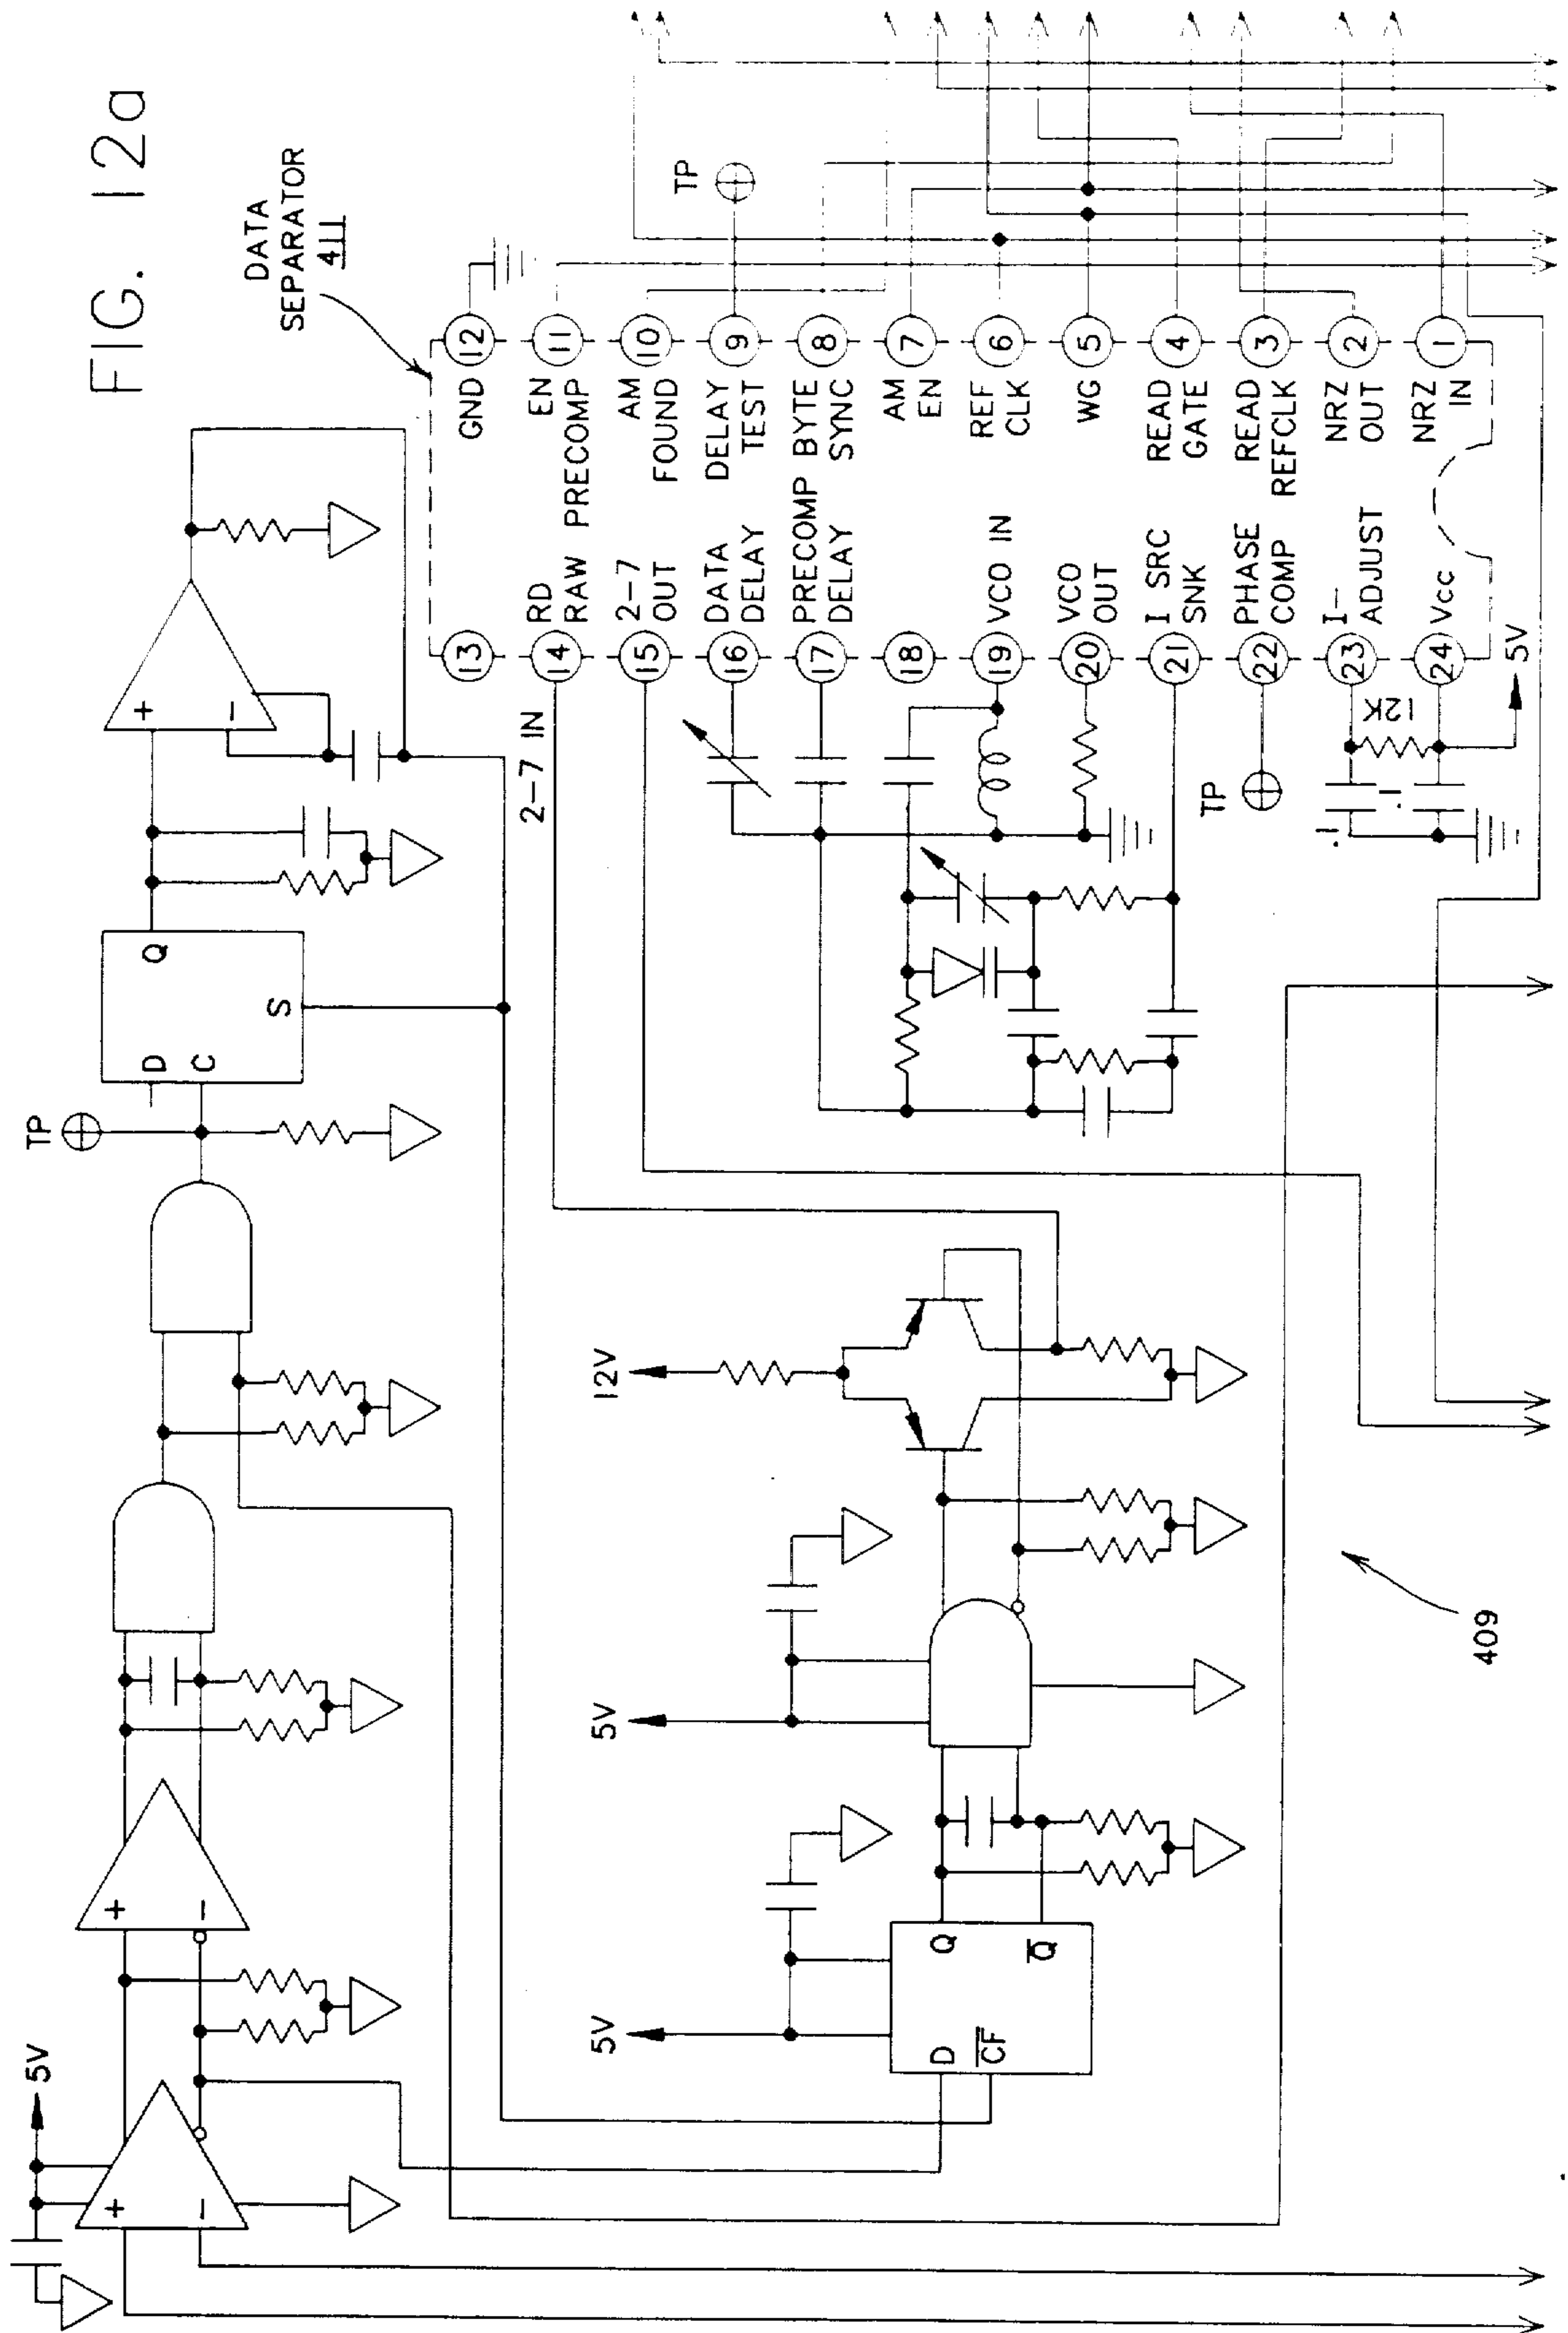 FIG. 12a
DATA
SEPARATOR
411
5V
+
−
+
−
TP
D
C
Q
S
+
−
12
GND
11
EN
PRECOMP
10
AM
FOUND
9
DELAY
TEST
TP
8
BYTE
SYNC
7
AM
EN
6
REF
CLK
5
WG
4
READ
GATE
3
READ
REFCLK
2
NRZ
OUT
1
NRZ
IN
13
14
RD
RAW
2-7 IN
15
2-7
OUT
16
DATA
DELAY
17
PRECOMP
DELAY
18
19
VCO IN
20
VCO
OUT
21
I SRC
SNK
22
PHASE
COMP
TP
23
I-
ADJUST
24
Vcc
12K
5V
.1
.1
5V
D
CF
Q
Q
5V
12V
409